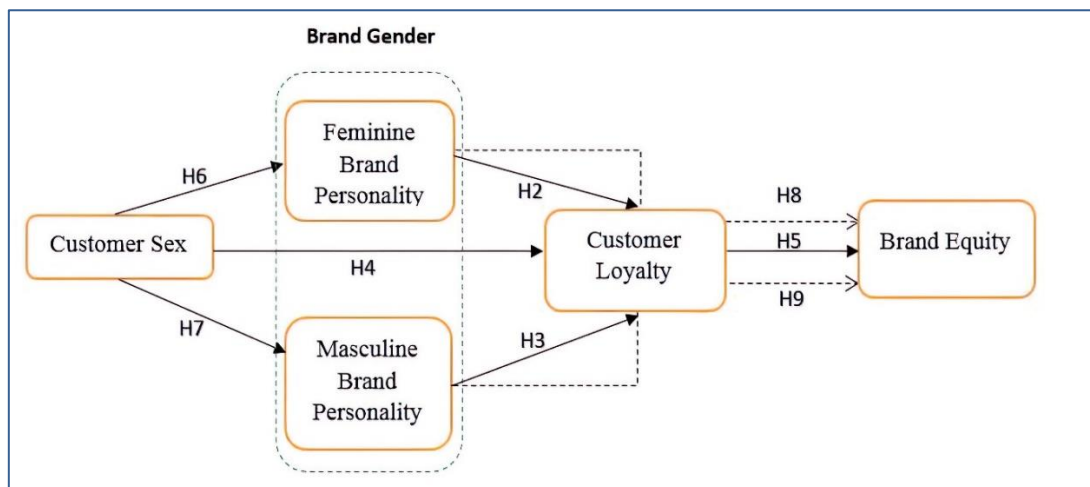 Brand Gender
Feminine
Brand
Personality
H6
H2
H8
Customer Sex
H4
Customer
Loyalty
H5
Brand Equity
H9
H7
H3
Masculine
Brand
Personality